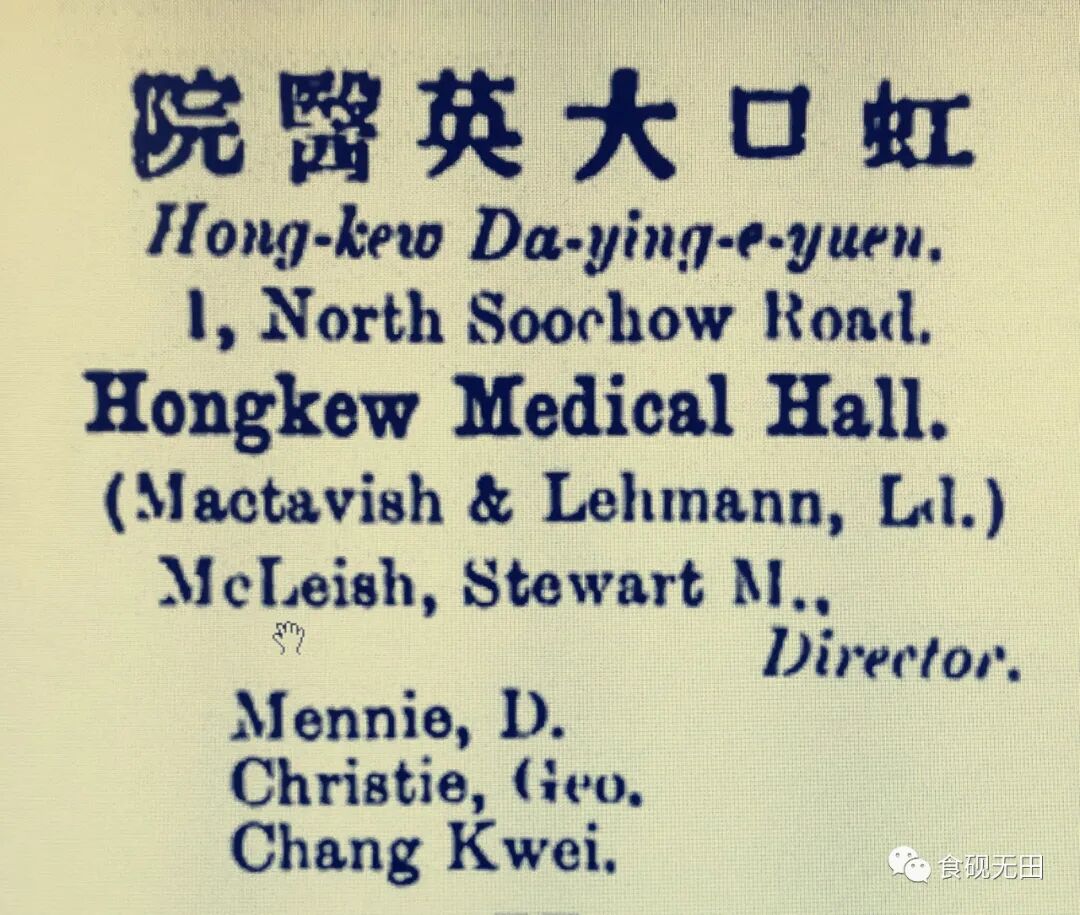 虹口大英醫院
Hong-kew Da-ying-e-yuen.
1, North Soochow Road.
Hongkew Medical Hall.
(Mactavish & Lehmann, Ld.)
McLeish, Stewart M.,
Director.
Mennie, D.
Christie, Geo.
Chang Kwei.
食砚无田